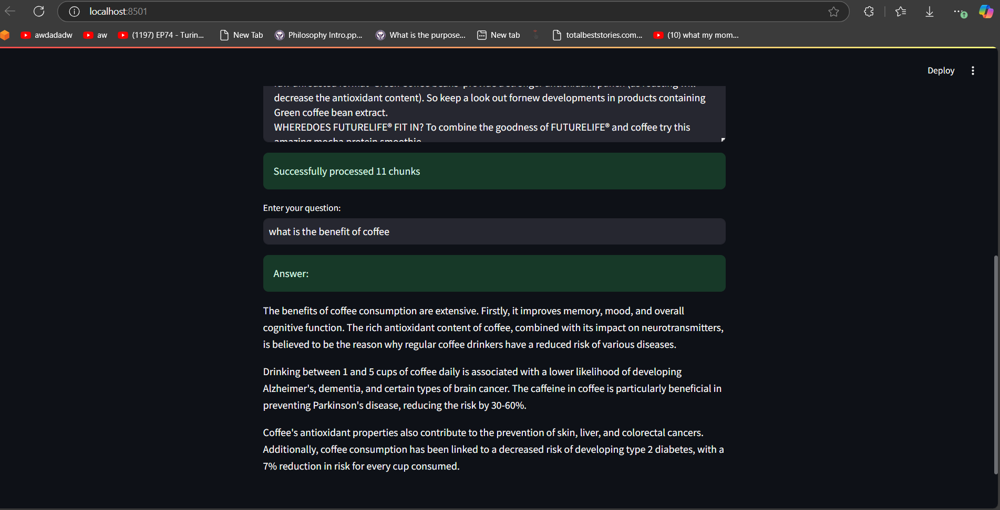 localhost:8501
awdadadw
aw
(1197) EP74 - Turin...
New Tab
Philosophy Intro.pp...
What is the purpose...
New tab
totalbeststories.com...
(10) what my mom...
Deploy
decrease the antioxidant content). So keep a look out fornew developments in products containing
Green coffee bean extract.
WHEREDOES FUTURELIFE® FIT IN? To combine the goodness of FUTURELIFE® and coffee try this
amazing mocha protein smoothie
Successfully processed 11 chunks
Enter your question:
what is the benefit of coffee
Answer:
The benefits of coffee consumption are extensive. Firstly, it improves memory, mood, and overall
cognitive function. The rich antioxidant content of coffee, combined with its impact on neurotransmitters,
is believed to be the reason why regular coffee drinkers have a reduced risk of various diseases.
Drinking between 1 and 5 cups of coffee daily is associated with a lower likelihood of developing
Alzheimer's, dementia, and certain types of brain cancer. The caffeine in coffee is particularly beneficial in
preventing Parkinson's disease, reducing the risk by 30-60%.
Coffee's antioxidant properties also contribute to the prevention of skin, liver, and colorectal cancers.
Additionally, coffee consumption has been linked to a decreased risk of developing type 2 diabetes, with a
7% reduction in risk for every cup consumed.